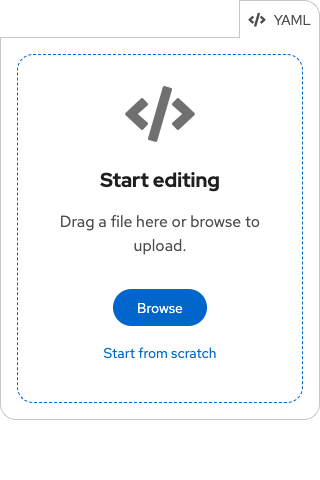 YAML
Start editing
Drag a file here or browse to
upload.
Browse
Start from scratch